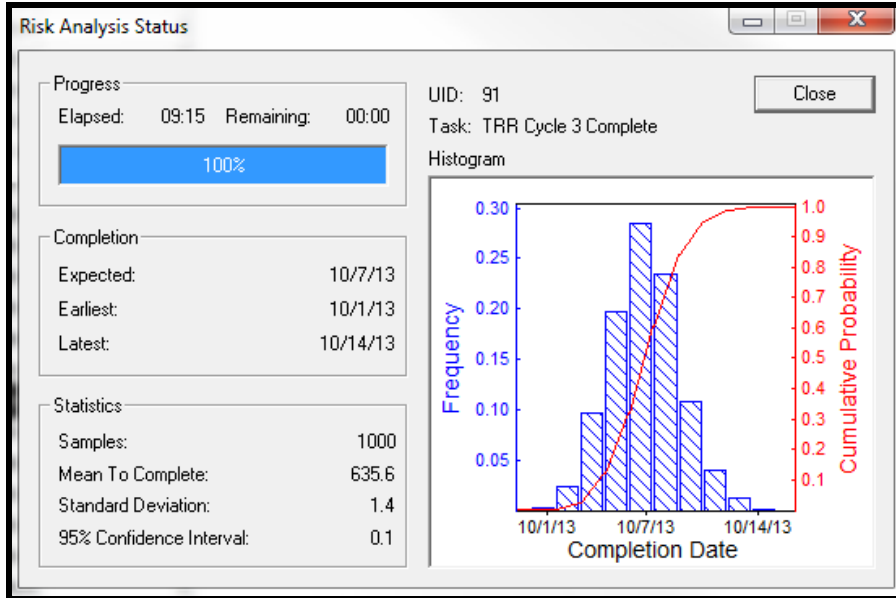 Risk Analysis Status
Progress
Elapsed: 09:15 Remaining: 00:00
100%
Completion
Expected: 10/7/13
Earliest: 10/1/13
Latest: 10/14/13
Statistics
Samples: 1000
Mean To Complete: 635.6
Standard Deviation: 1.4
95% Confidence Interval: 0.1
UID: 91
Close
Task: TRR Cycle 3 Complete
Histogram
Frequency
0.30
0.25
0.20
0.15
0.10
0.05
1.0
0.9
0.8
0.7
0.6
0.5
0.4
0.3
0.2
0.1
Cumulative Probability
10/1/13 10/7/13 10/14/13
Completion Date